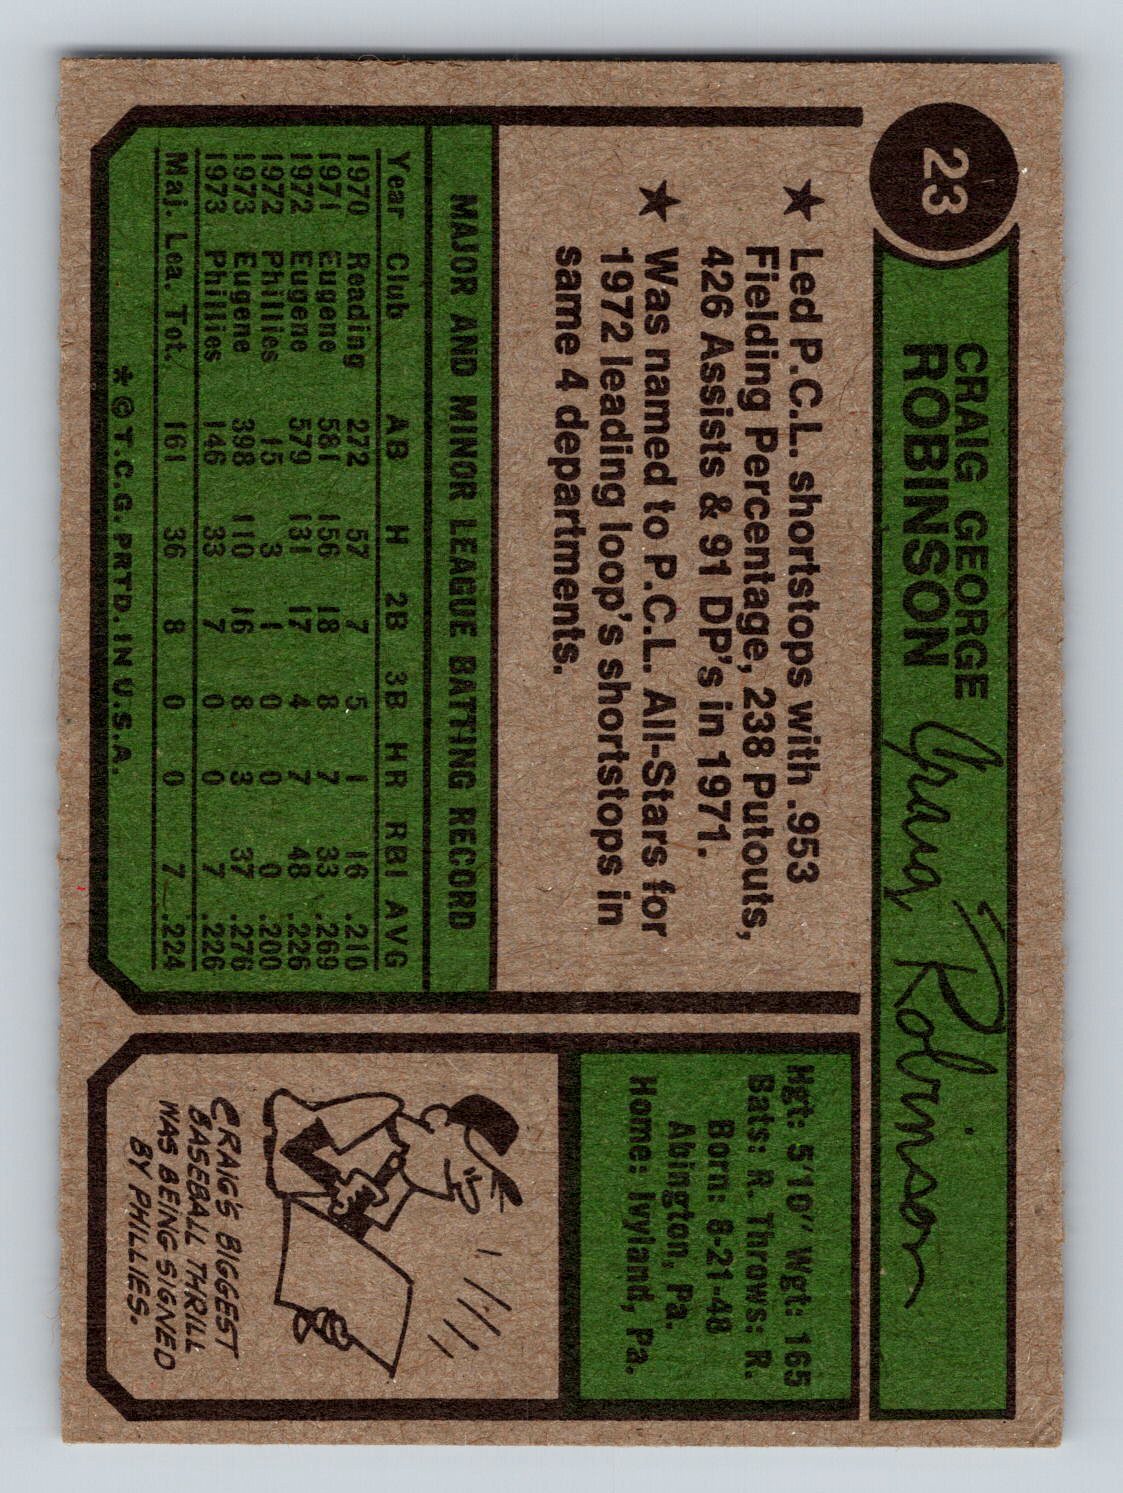 23
CRAIG GEORGE
ROBINSON
Craig Robinson
Hgt: 5'10" Wgt: 165
Bats: R. Throws: R.
Born: 8-21-48
Abington, Pa.
Home: Ivyland, Pa.
★ Led P.C.L. shortstops with .953
Fielding Percentage, 238 Putouts,
426 Assists & 91 DP's in 1971.
★ Was named to P.C.L. All-Stars for
1972 leading loop's shortstops in
same 4 departments.
MAJOR AND MINOR LEAGUE BATTING RECORD
Year Club AB H 2B 3B HR RBI AVG
1970 Reading 272 57 7 5 1 16 .210
1971 Eugene 581 156 18 8 7 33 .269
1972 Eugene 579 131 17 4 7 48 .226
1972 Phillies 15 3 1 0 0 0 .200
1973 Eugene 398 110 16 8 3 37 .276
1973 Phillies 146 33 7 0 0 7 .226
Maj. Lea. Tot. 161 36 8 0 0 7 .224
* © T.C.G. PRTD. IN U.S.A.
CRAIG'S BIGGEST
BASEBALL THRILL
WAS BEING SIGNED
BY PHILLIES.